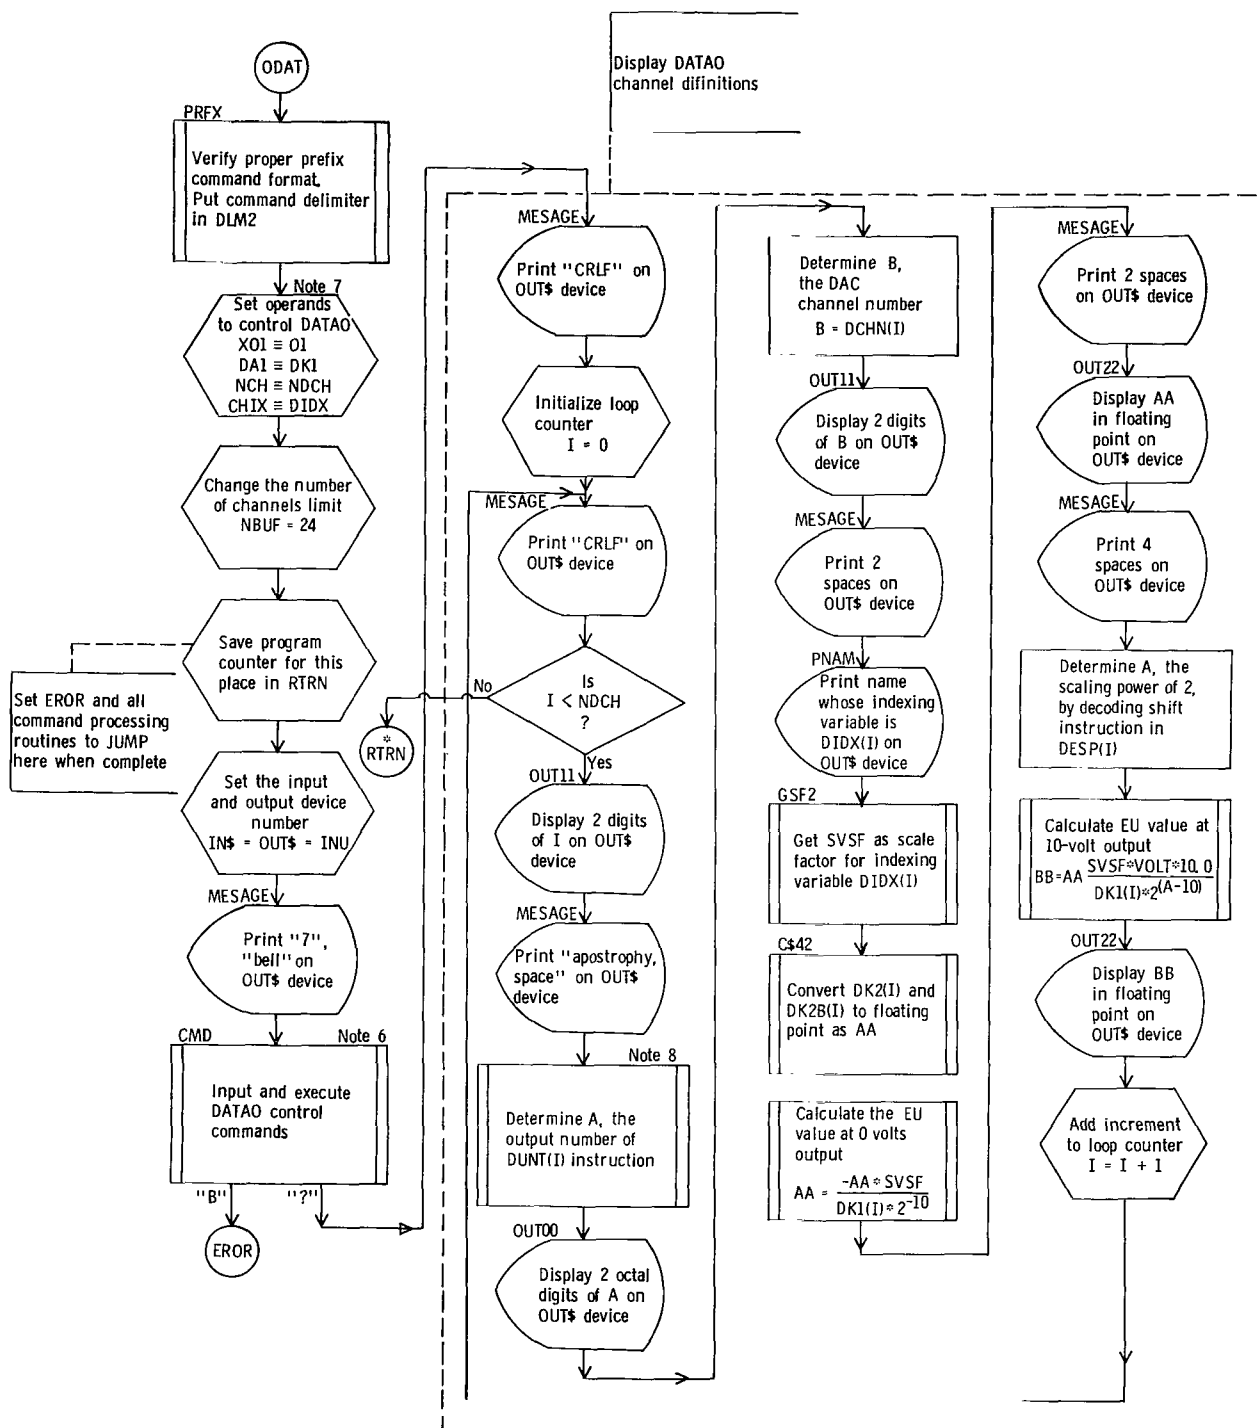 ODAT
PRFX
Verify proper prefix
command format.
Put command delimiter
in DLM2
Note 7
Set operands
to control DATAO
XO1 ≡ O1
DA1 ≡ DK1
NCH ≡ NDCH
CHIX ≡ DIDX
Change the number
of channels limit
NBUF = 24
Save program
counter for this
place in RTRN
Set EROR and all
command processing
routines to JUMP
here when complete
Set the input
and output device
number
IN$ = OUT$ = INU
MESAGE
Print "7",
"bell" on
OUT$ device
CMD
Note 6
Input and execute
DATAO control
commands
"B"
"?"
EROR
Display DATAO
channel difinitions
MESAGE
Print "CRLF" on
OUT$ device
Initialize loop
counter
I = 0
MESAGE
Print "CRLF" on
OUT$ device
Is
I < NDCH
?
No
*
RTRN
Yes
OUT11
Display 2 digits
of I on OUT$
device
MESAGE
Print "apostrophy,
space" on OUT$
device
Note 8
Determine A, the
output number of
DUNT(I) instruction
OUT00
Display 2 octal
digits of A on
OUT$ device
Determine B,
the DAC
channel number
B = DCHN(I)
OUT11
Display 2 digits
of B on OUT$
device
MESAGE
Print 2
spaces on
OUT$ device
PNAM
Print name
whose indexing
variable is
DIDX(I) on
OUT$ device
GSF2
Get SVSF as scale
factor for indexing
variable DIDX(I)
C$42
Convert DK2(I) and
DK2B(I) to floating
point as AA
Calculate the EU
value at 0 volts
output
AA = -AA * SVSF
DK1(I)*2^-10
MESAGE
Print 2 spaces
on OUT$ device
OUT22
Display AA
in floating
point on
OUT$ device
MESAGE
Print 4
spaces on
OUT$ device
Determine A, the
scaling power of 2,
by decoding shift
instruction in
DESP(I)
Calculate EU value at
10-volt output
BB=AA SVSF*VOLT*10.0
DK1(I)*2^(A-10)
OUT22
Display BB
in floating
point on
OUT$ device
Add increment
to loop counter
I = I + 1